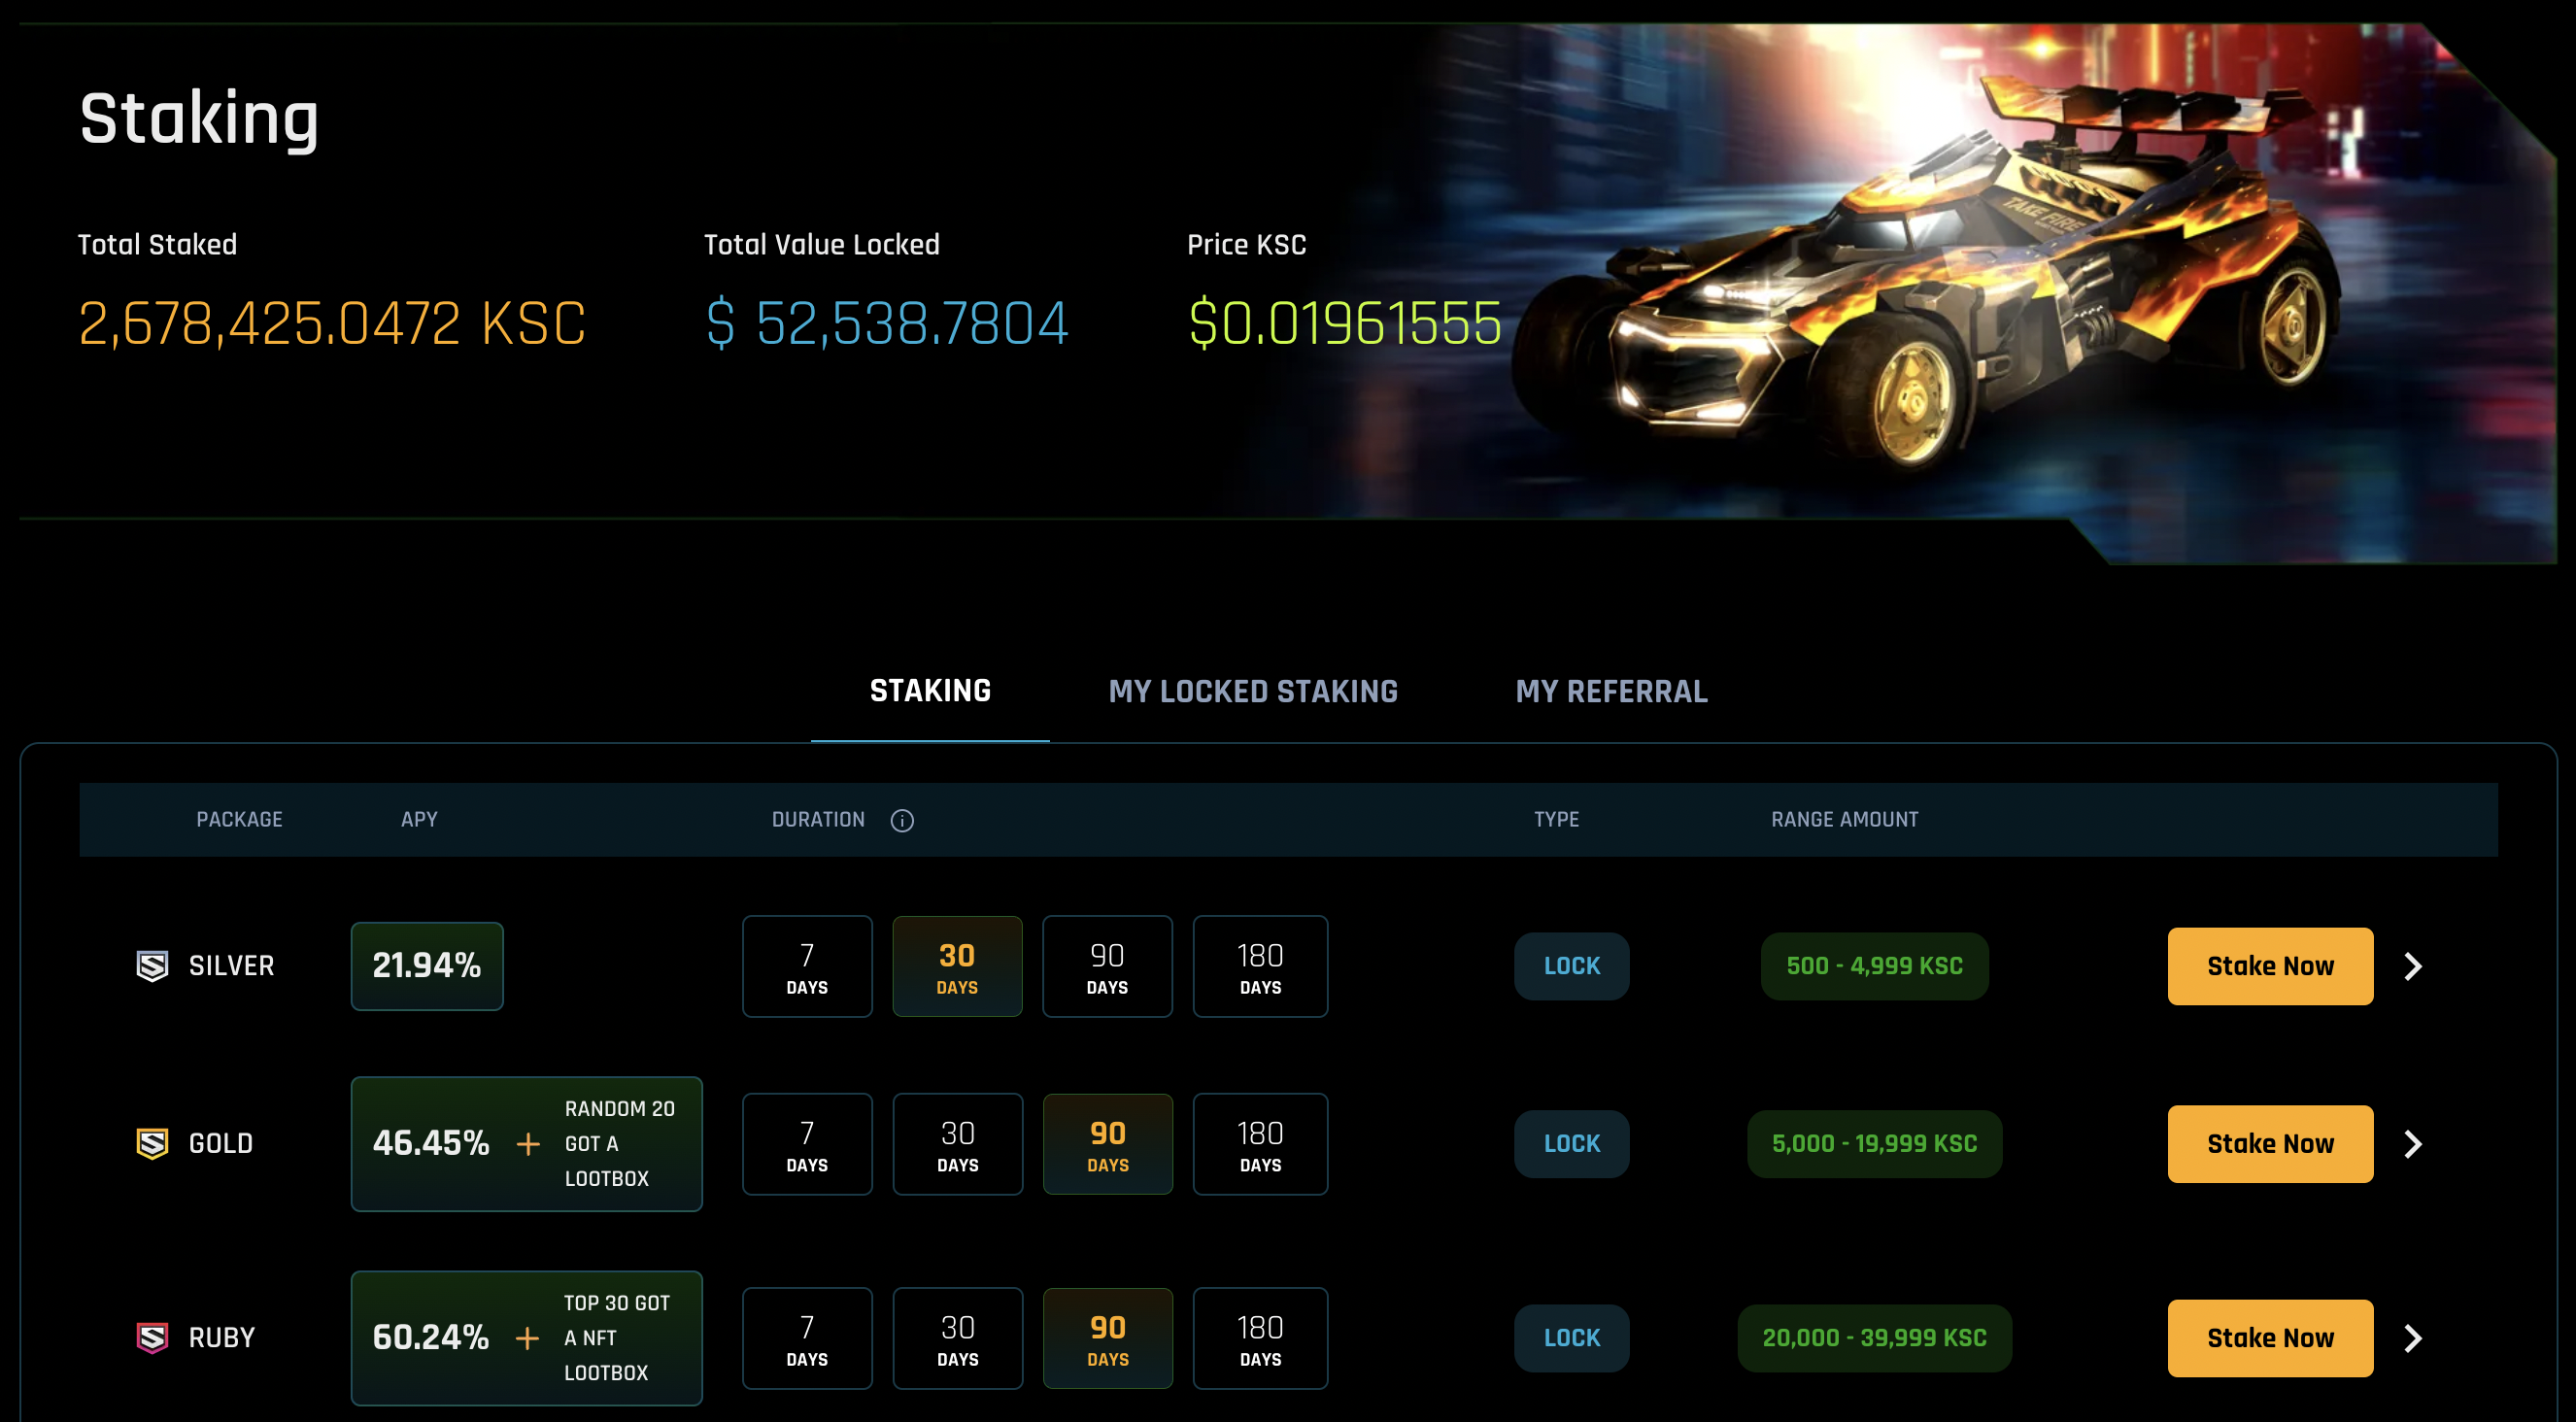 Staking
Total Staked
2,678,425.0472 KSC
Total Value Locked
$ 52,538.7804
Price KSC
$0.01961555
TAKE FIRE
STAKING
MY LOCKED STAKING
MY REFERRAL
PACKAGE APY DURATION TYPE RANGE AMOUNT
SILVER
21.94%
7
DAYS
30
DAYS
90
DAYS
180
DAYS
LOCK
500 - 4,999 KSC
Stake Now
GOLD
46.45% +
RANDOM 20
GOT A
LOOTBOX
7
DAYS
30
DAYS
90
DAYS
180
DAYS
LOCK
5,000 - 19,999 KSC
Stake Now
RUBY
60.24% +
TOP 30 GOT
A NFT
LOOTBOX
7
DAYS
30
DAYS
90
DAYS
180
DAYS
LOCK
20,000 - 39,999 KSC
Stake Now